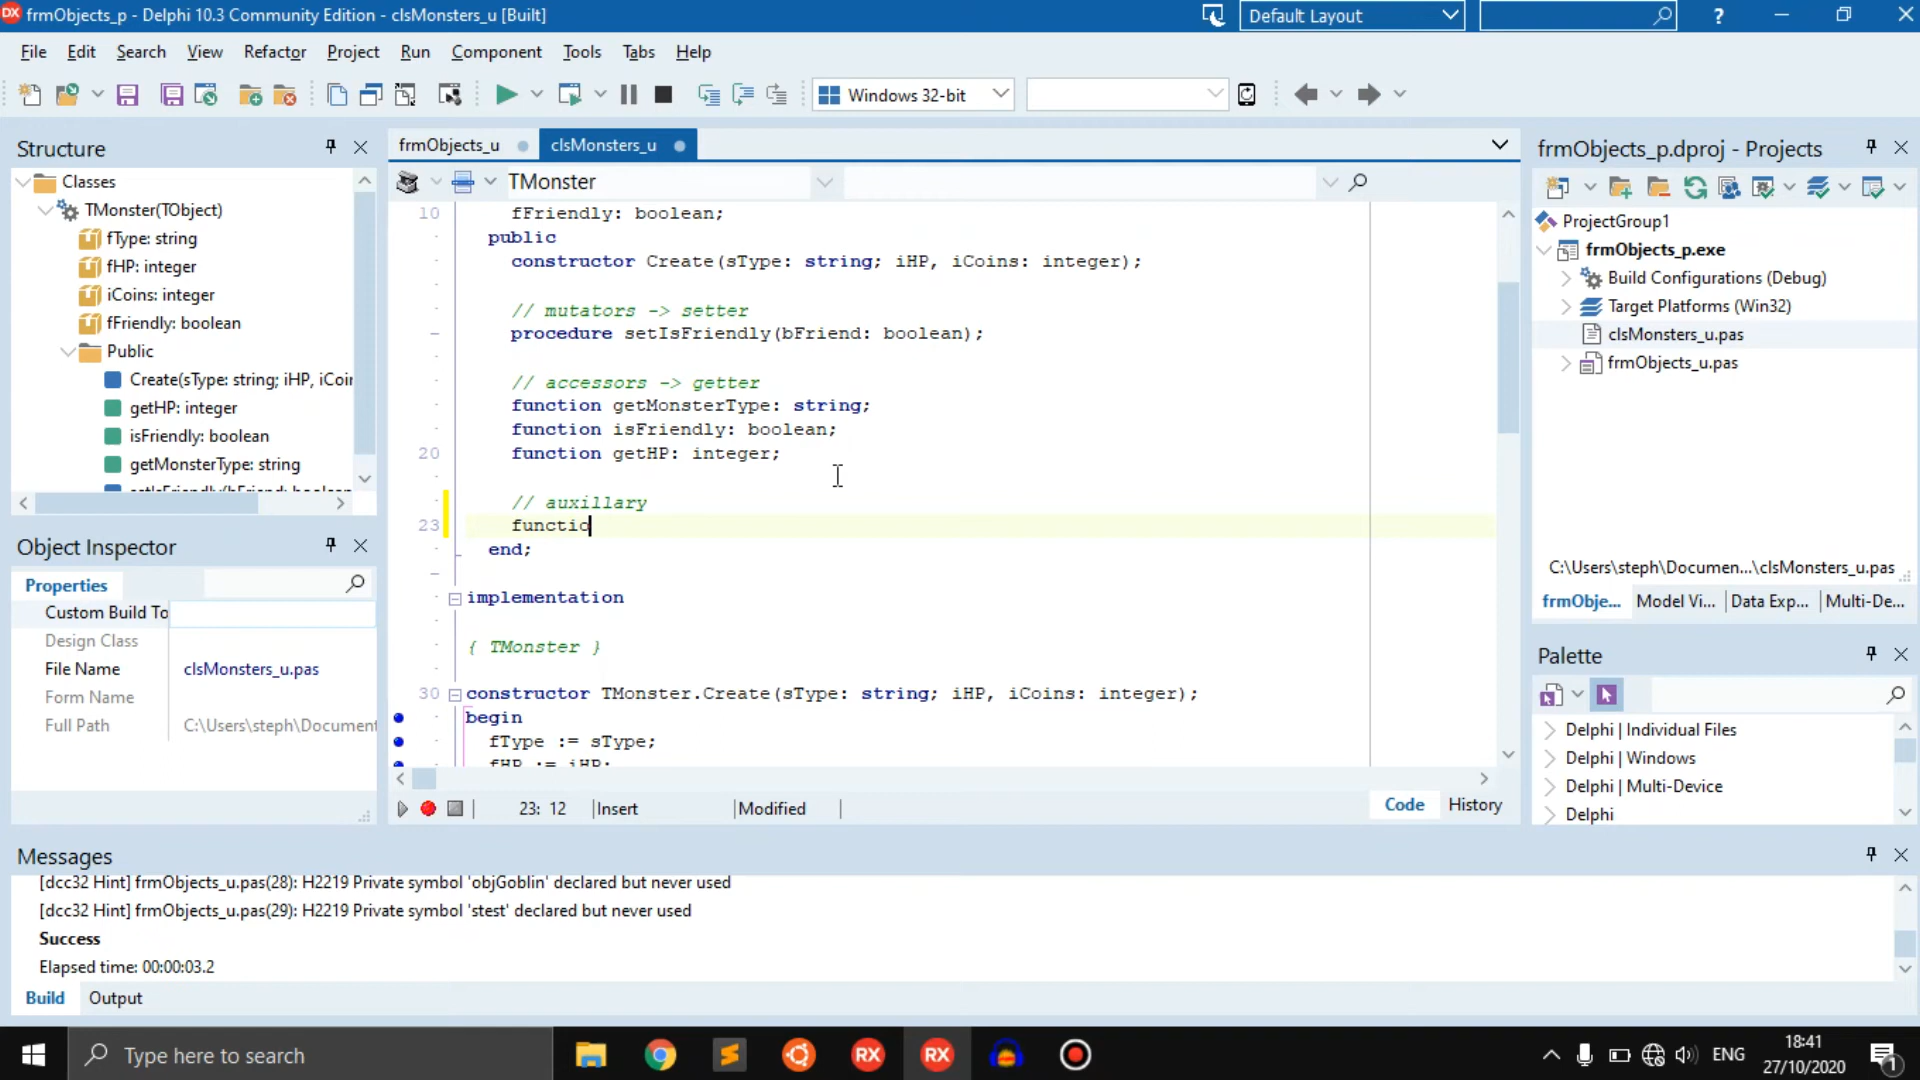 frmObjects_p - Delphi 10.3 Community Edition - clsMonsters_u [Built]
Default Layout
File Edit Search View Refactor Project Run Component Tools Tabs Help
Windows 32-bit
Structure
Classes
TMonster(TObject)
fType: string
fHP: integer
iCoins: integer
fFriendly: boolean
Public
Create(sType: string; iHP, iCoi
getHP: integer
isFriendly: boolean
getMonsterType: string
Object Inspector
Properties
Custom Build To
Design Class
File Name clsMonsters_u.pas
Form Name
Full Path C:\Users\steph\Document
frmObjects_u clsMonsters_u
TMonster
10 fFriendly: boolean;
public
constructor Create(sType: string; iHP, iCoins: integer);
// mutators -> setter
procedure setIsFriendly(bFriend: boolean);
// accessors -> getter
function getMonsterType: string;
function isFriendly: boolean;
20 function getHP: integer;
// auxillary
23 functio
end;
implementation
{ TMonster }
30 constructor TMonster.Create(sType: string; iHP, iCoins: integer);
begin
fType := sType;
fHP := iHP;
23: 12 Insert Modified
Code History
frmObjects_p.dproj - Projects
ProjectGroup1
frmObjects_p.exe
Build Configurations (Debug)
Target Platforms (Win32)
clsMonsters_u.pas
frmObjects_u.pas
C:\Users\steph\Documen...\clsMonsters_u.pas
frmObje... Model Vi... Data Exp... Multi-De...
Palette
Delphi | Individual Files
Delphi | Windows
Delphi | Multi-Device
Delphi
Messages
[dcc32 Hint] frmObjects_u.pas(28): H2219 Private symbol 'objGoblin' declared but never used
[dcc32 Hint] frmObjects_u.pas(29): H2219 Private symbol 'stest' declared but never used
Success
Elapsed time: 00:00:03.2
Build Output
Type here to search
RX RX
ENG
18:41
27/10/2020
1